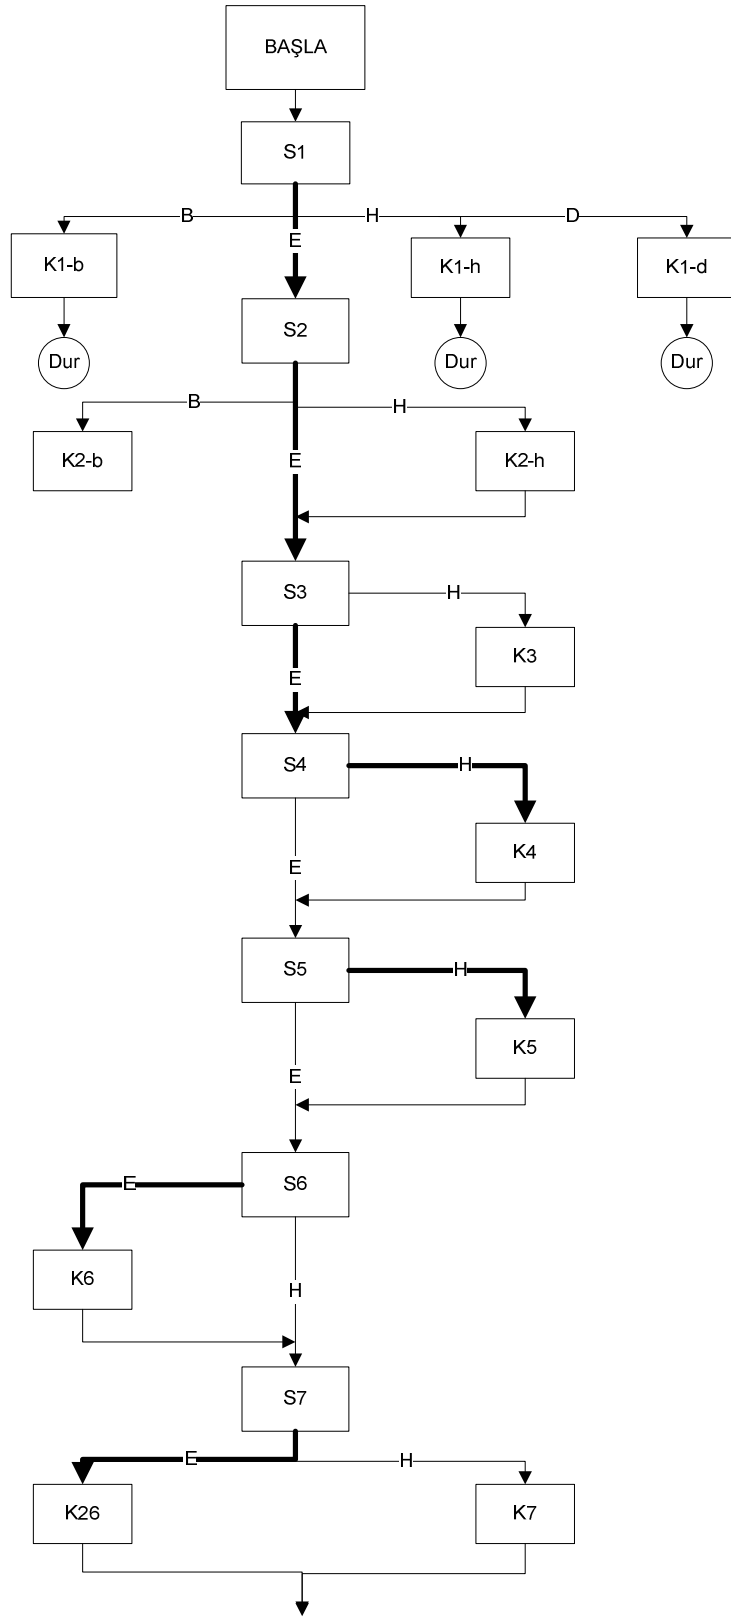 BAŞLA
S1
B
H
D
E
K1-b
K1-h
K1-d
S2
Dur
Dur
Dur
B
H
E
K2-b
K2-h
S3
H
K3
E
S4
H
K4
E
S5
H
K5
E
S6
E
K6
H
S7
E
H
K26
K7